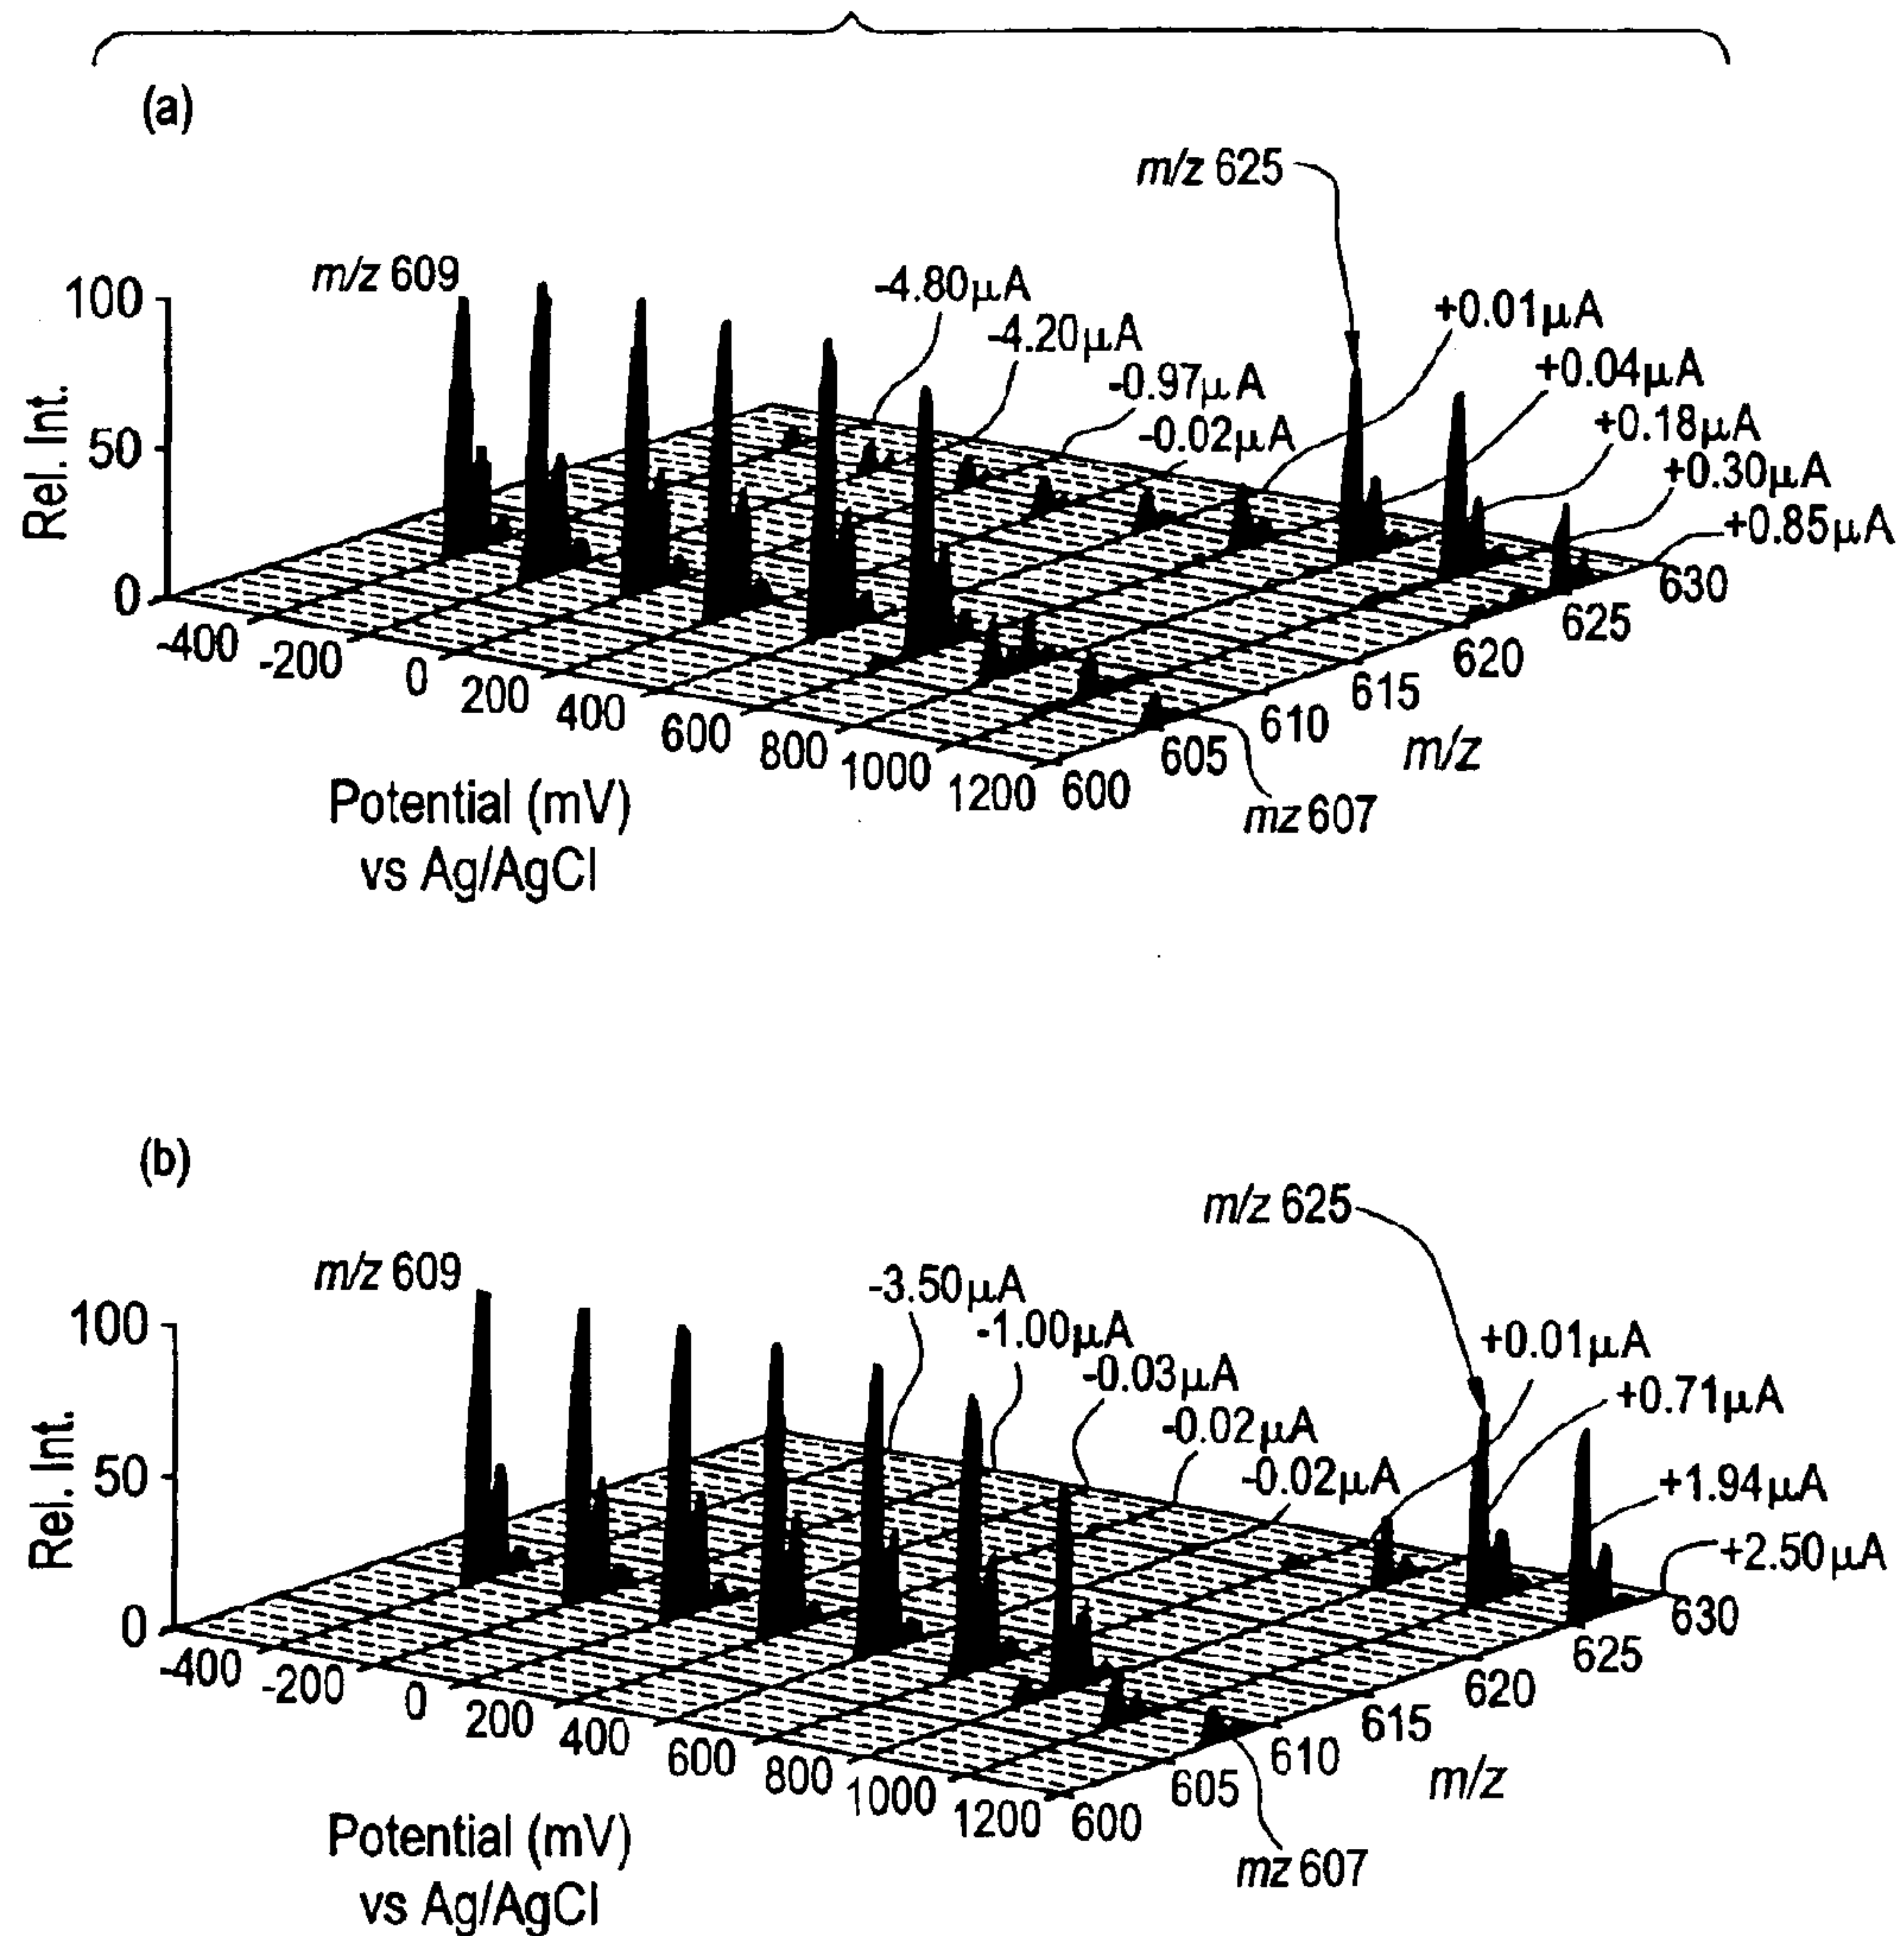 (a)
m/z 625
m/z 609
-4.80µA
-4.20µA
-0.97µA
-0.02µA
+0.01µA
+0.04µA
+0.18µA
+0.30µA
+0.85µA
100
50
0
Rel. Int.
-400
-200
0
200
400
600
800
1000
1200
600
605
610
615
620
625
630
m/z
mz 607
Potential (mV)
vs Ag/AgCl
(b)
m/z 625
m/z 609
-3.50µA
-1.00µA
-0.03µA
-0.02µA
-0.02µA
+0.01µA
+0.71µA
+1.94µA
+2.50µA
100
50
0
Rel. Int.
-400
-200
0
200
400
600
800
1000
1200
600
605
610
615
620
625
630
m/z
mz 607
Potential (mV)
vs Ag/AgCl